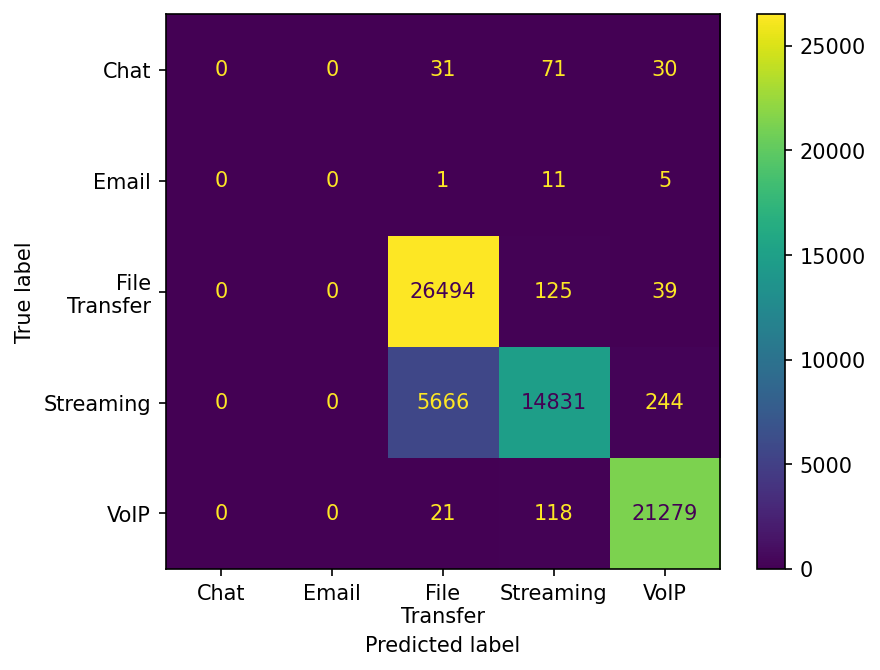 True label
Chat
0 0 31 71 30
Email
0 0 1 11 5
File
Transfer
0 0 26494 125 39
Streaming
0 0 5666 14831 244
VoIP
0 0 21 118 21279
Chat Email File Streaming VoIP
Transfer
Predicted label
25000
20000
15000
10000
5000
0